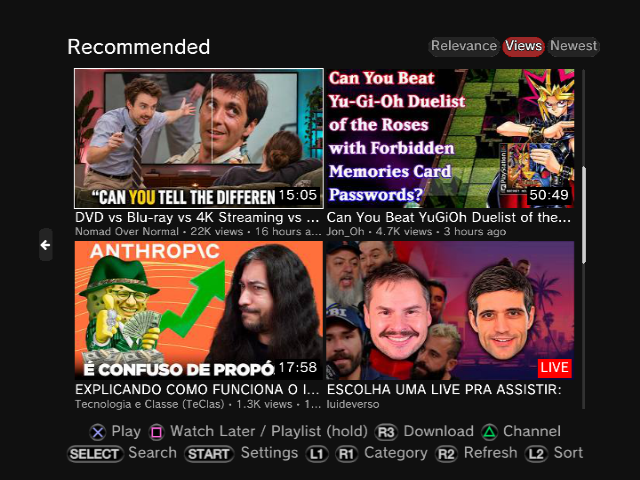 Recommended
Relevance Views Newest
"CAN YOU TELL THE DIFFEREN
15:05
DVD vs Blu-ray vs 4K Streaming vs ...
Nomad Over Normal • 22K views • 16 hours a...
Can You Beat
Yu-Gi-Oh Duelist
of the Roses
with Forbidden
Memories Card
Passwords?
50:49
Can You Beat YuGiOh Duelist of the...
Jon_Oh • 4.7K views • 3 hours ago
ANTHROP\C
É CONFUSO DE PROPÓ
17:58
EXPLICANDO COMO FUNCIONA O I...
Tecnologia e Classe (TeClas) • 1.3K views • 1...
LIVE
ESCOLHA UMA LIVE PRA ASSISTIR:
luideverso
Play Watch Later / Playlist (hold) R3 Download Channel
SELECT Search START Settings L1 R1 Category R2 Refresh L2 Sort